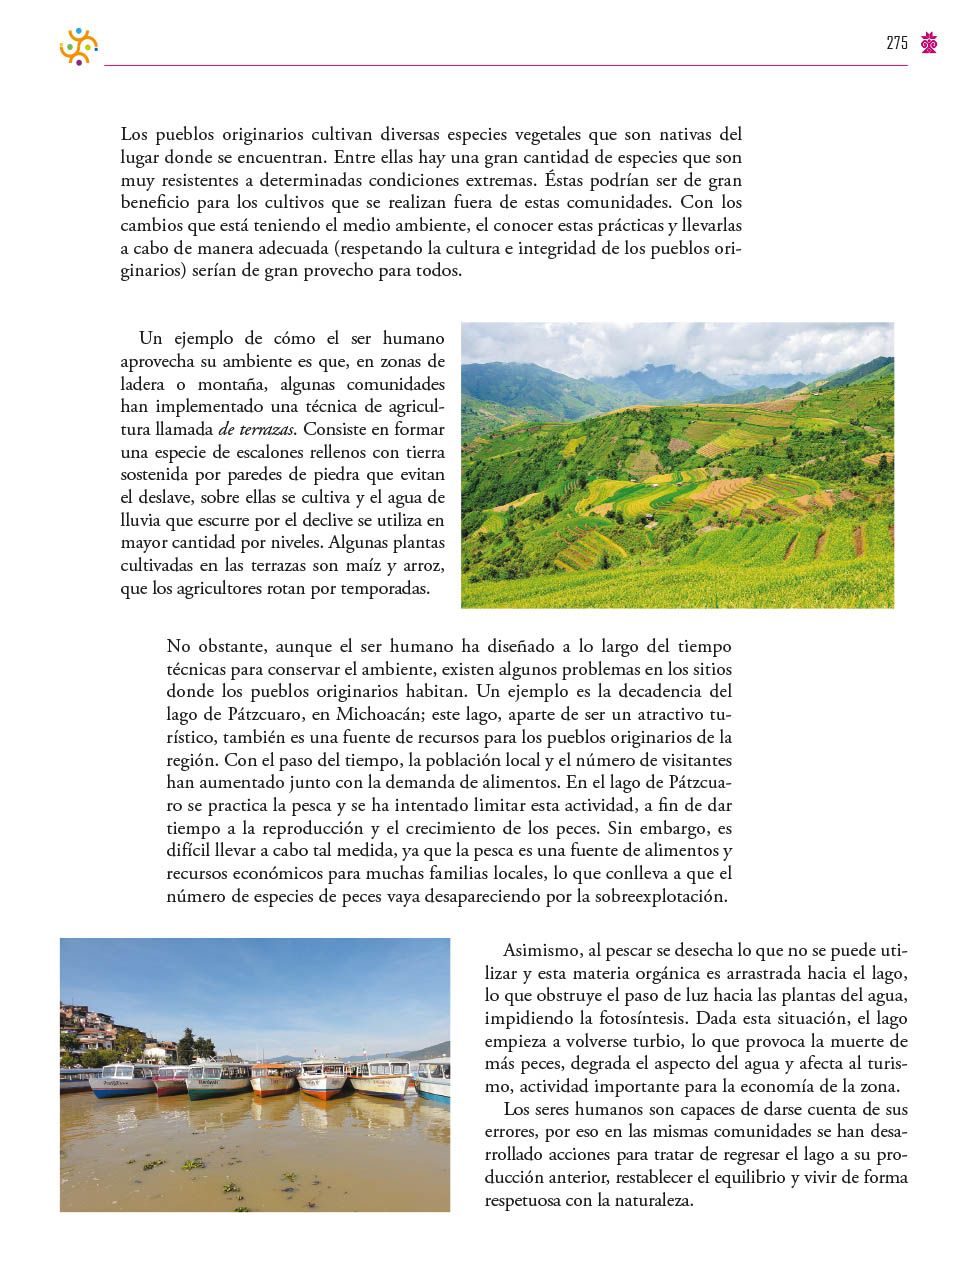 275
Los pueblos originarios cultivan diversas especies vegetales que son nativas del
lugar donde se encuentran. Entre ellas hay una gran cantidad de especies que son
muy resistentes a determinadas condiciones extremas. Éstas podrían ser de gran
beneficio para los cultivos que se realizan fuera de estas comunidades. Con los
cambios que está teniendo el medio ambiente, el conocer estas prácticas y llevarlas
a cabo de manera adecuada (respetando la cultura e integridad de los pueblos ori-
ginarios) serían de gran provecho para todos.
Un ejemplo de cómo el ser humano
aprovecha su ambiente es que, en zonas de
ladera o montaña, algunas comunidades
han implementado una técnica de agricul-
tura llamada de terrazas. Consiste en formar
una especie de escalones rellenos con tierra
sostenida por paredes de piedra que evitan
el deslave, sobre ellas se cultiva y el agua de
lluvia que escurre por el declive se utiliza en
mayor cantidad por niveles. Algunas plantas
cultivadas en las terrazas son maíz y arroz,
que los agricultores rotan por temporadas.
No obstante, aunque el ser humano ha diseñado a lo largo del tiempo
técnicas para conservar el ambiente, existen algunos problemas en los sitios
donde los pueblos originarios habitan. Un ejemplo es la decadencia del
lago de Pátzcuaro, en Michoacán; este lago, aparte de ser un atractivo tu-
rístico, también es una fuente de recursos para los pueblos originarios de la
región. Con el paso del tiempo, la población local y el número de visitantes
han aumentado junto con la demanda de alimentos. En el lago de Pátzcua-
ro se practica la pesca y se ha intentado limitar esta actividad, a fin de dar
tiempo a la reproducción y el crecimiento de los peces. Sin embargo, es
difícil llevar a cabo tal medida, ya que la pesca es una fuente de alimentos y
recursos económicos para muchas familias locales, lo que conlleva a que el
número de especies de peces vaya desapareciendo por la sobreexplotación.
Asimismo, al pescar se desecha lo que no se puede uti-
lizar y esta materia orgánica es arrastrada hacia el lago,
lo que obstruye el paso de luz hacia las plantas del agua,
impidiendo la fotosíntesis. Dada esta situación, el lago
empieza a volverse turbio, lo que provoca la muerte de
más peces, degrada el aspecto del agua y afecta al turis-
mo, actividad importante para la economía de la zona.
Los seres humanos son capaces de darse cuenta de sus
errores, por eso en las mismas comunidades se han desa-
rrollado acciones para tratar de regresar el lago a su pro-
ducción anterior, restablecer el equilibrio y vivir de forma
respetuosa con la naturaleza.